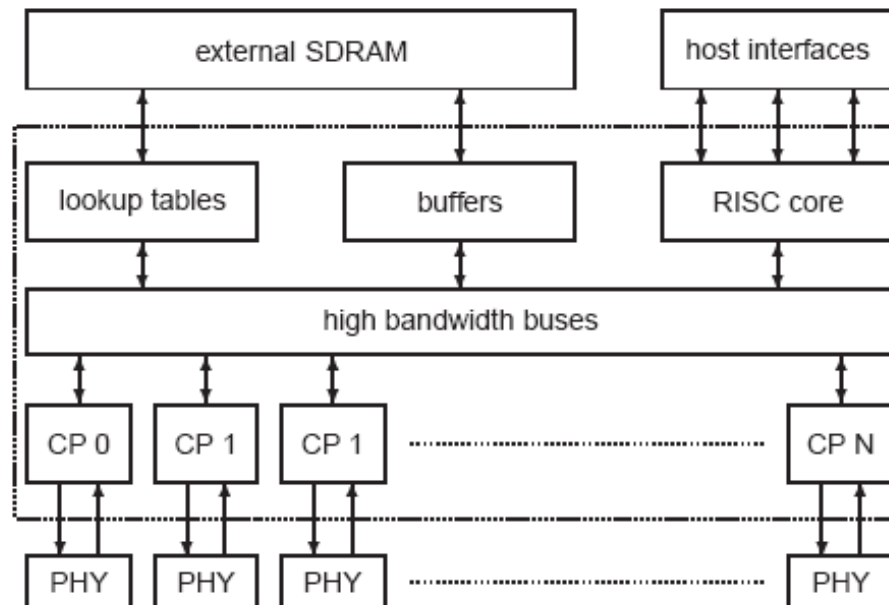 external SDRAM
host interfaces
lookup tables
buffers
RISC core
high bandwidth buses
CP 0
CP 1
CP 1
CP N
PHY
PHY
PHY
PHY